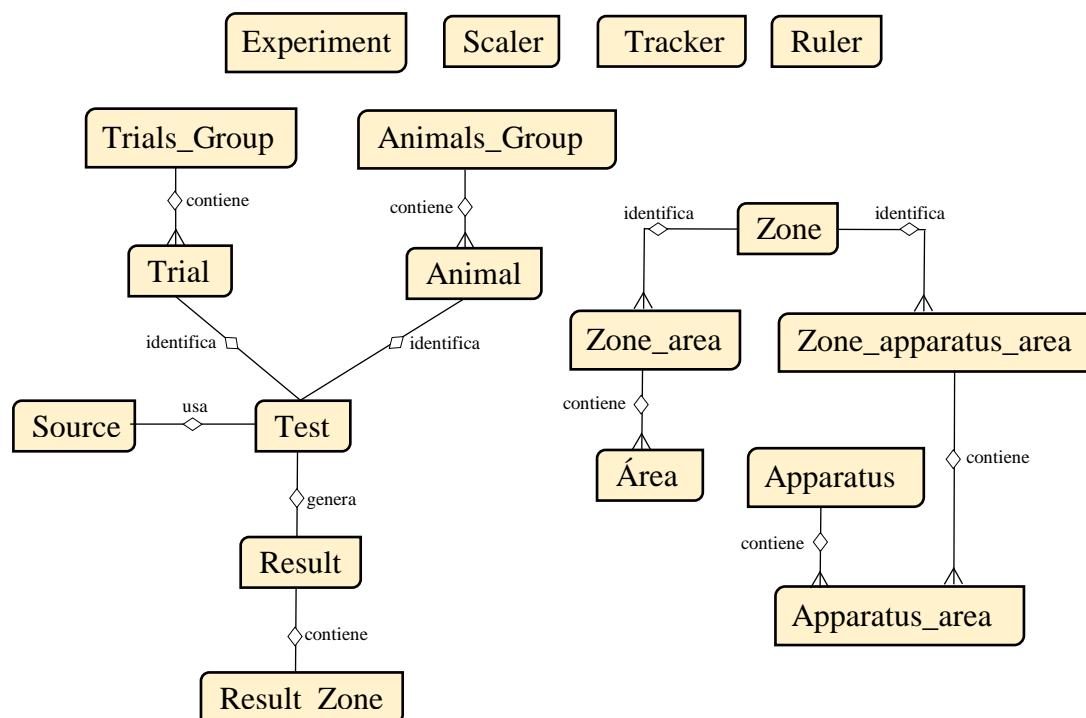 Experiment
Scaler
Tracker
Ruler
Trials_Group
Animals_Group
contiene
contiene
identifica
Zone
identifica
Trial
Animal
Zone_area
Zone_apparatus_area
identifica
identifica
contiene
Source
usa
Test
Área
Apparatus
contiene
genera
contiene
Result
Apparatus_area
contiene
Result_Zone